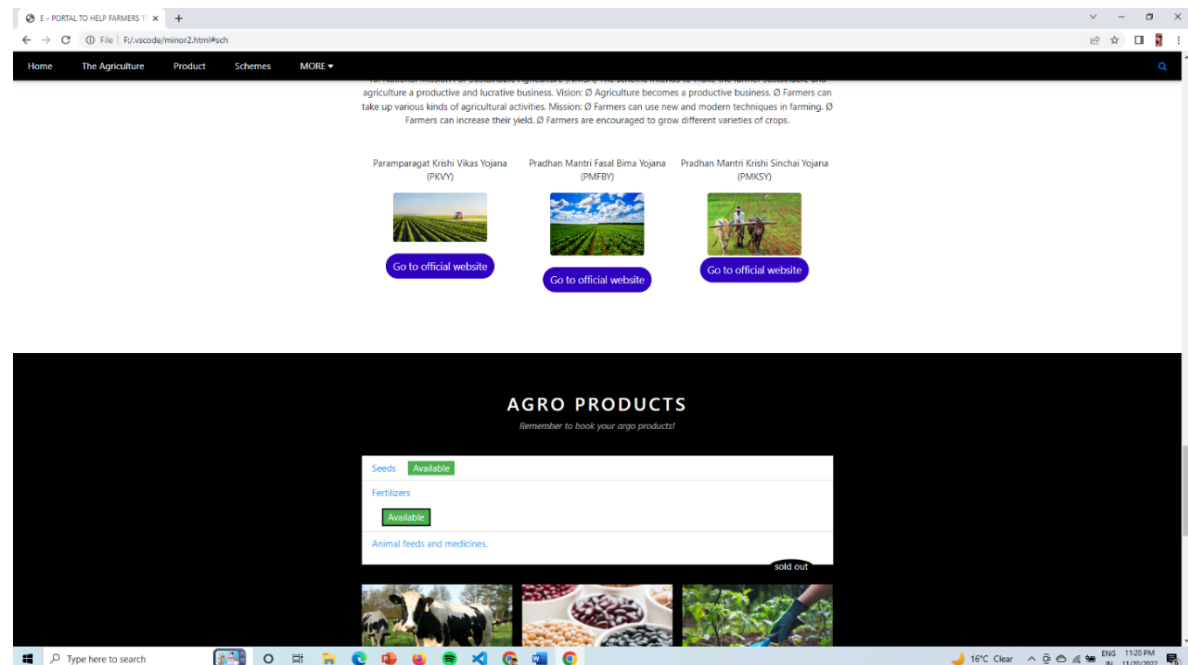 E – PORTAL TO HELP FARMERS T
File F:/.vscode/minor2.html#sch
Home The Agriculture Product Schemes MORE
agriculture a productive and lucrative business. Vision: Ø Agriculture becomes a productive business. Ø Farmers can
take up various kinds of agricultural activities. Mission: Ø Farmers can use new and modern techniques in farming. Ø
Farmers can increase their yield. Ø Farmers are encouraged to grow different varieties of crops.
Paramparagat Krishi Vikas Yojana
(PKVY)
Pradhan Mantri Fasal Bima Yojana
(PMFBY)
Pradhan Mantri Krishi Sinchai Yojana
(PMKSY)
Go to official website
Go to official website
Go to official website
AGRO PRODUCTS
Remember to book your argo products!
Seeds Available
Fertilizers
Available
Animal feeds and medicines.
sold out
Type here to search
16°C Clear
ENG 11:20 PM
IN 11/20/2022